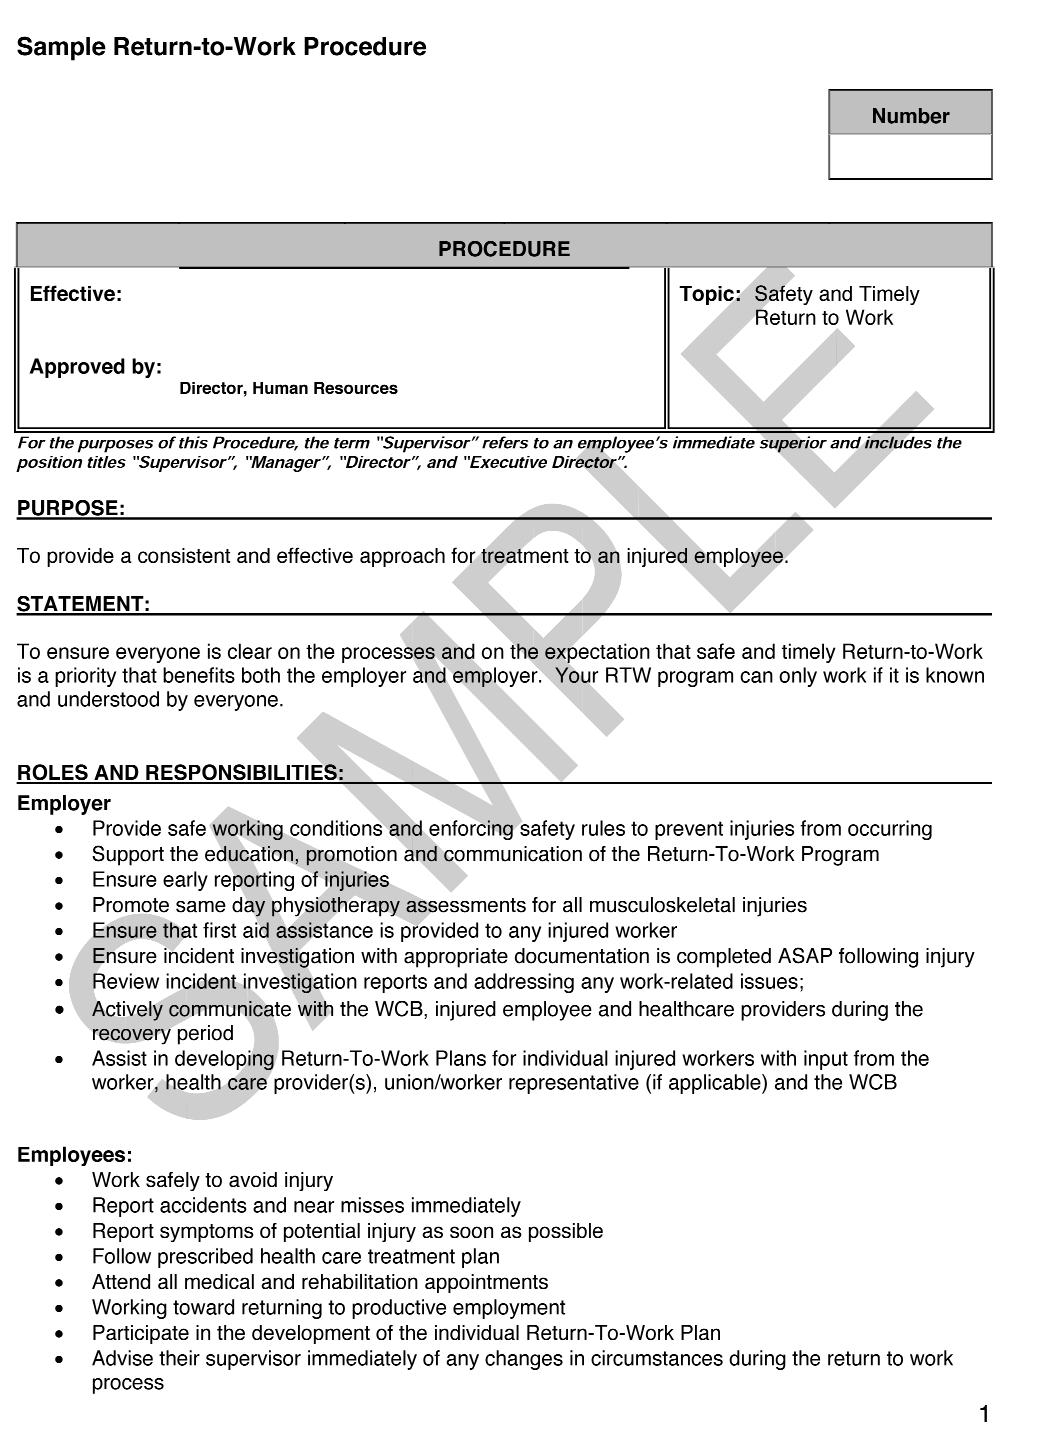 Sample Return-to-Work Procedure
Number
PROCEDURE
Effective:
Topic: Safety and Timely
Return to Work
Approved by:
Director, Human Resources
For the purposes of this Procedure, the term “Supervisor” refers to an employee’s immediate superior and includes the
position titles “Supervisor”, “Manager”, “Director”, and “Executive Director”.
PURPOSE:
To provide a consistent and effective approach for treatment to an injured employee.
STATEMENT:
To ensure everyone is clear on the processes and on the expectation that safe and timely Return-to-Work
is a priority that benefits both the employer and employer.  Your RTW program can only work if it is known
and understood by everyone.
ROLES AND RESPONSIBILITIES:
Employer
• Provide safe working conditions and enforcing safety rules to prevent injuries from occurring
• Support the education, promotion and communication of the Return-To-Work Program
• Ensure early reporting of injuries
• Promote same day physiotherapy assessments for all musculoskeletal injuries
• Ensure that first aid assistance is provided to any injured worker
• Ensure incident investigation with appropriate documentation is completed ASAP following injury
• Review incident investigation reports and addressing any work-related issues;
• Actively communicate with the WCB, injured employee and healthcare providers during the
recovery period
• Assist in developing Return-To-Work Plans for individual injured workers with input from the
worker, health care provider(s), union/worker representative (if applicable) and the WCB
Employees:
• Work safely to avoid injury
• Report accidents and near misses immediately
• Report symptoms of potential injury as soon as possible
• Follow prescribed health care treatment plan
• Attend all medical and rehabilitation appointments
• Working toward returning to productive employment
• Participate in the development of the individual Return-To-Work Plan
• Advise their supervisor immediately of any changes in circumstances during the return to work
process
1
SAMPLE